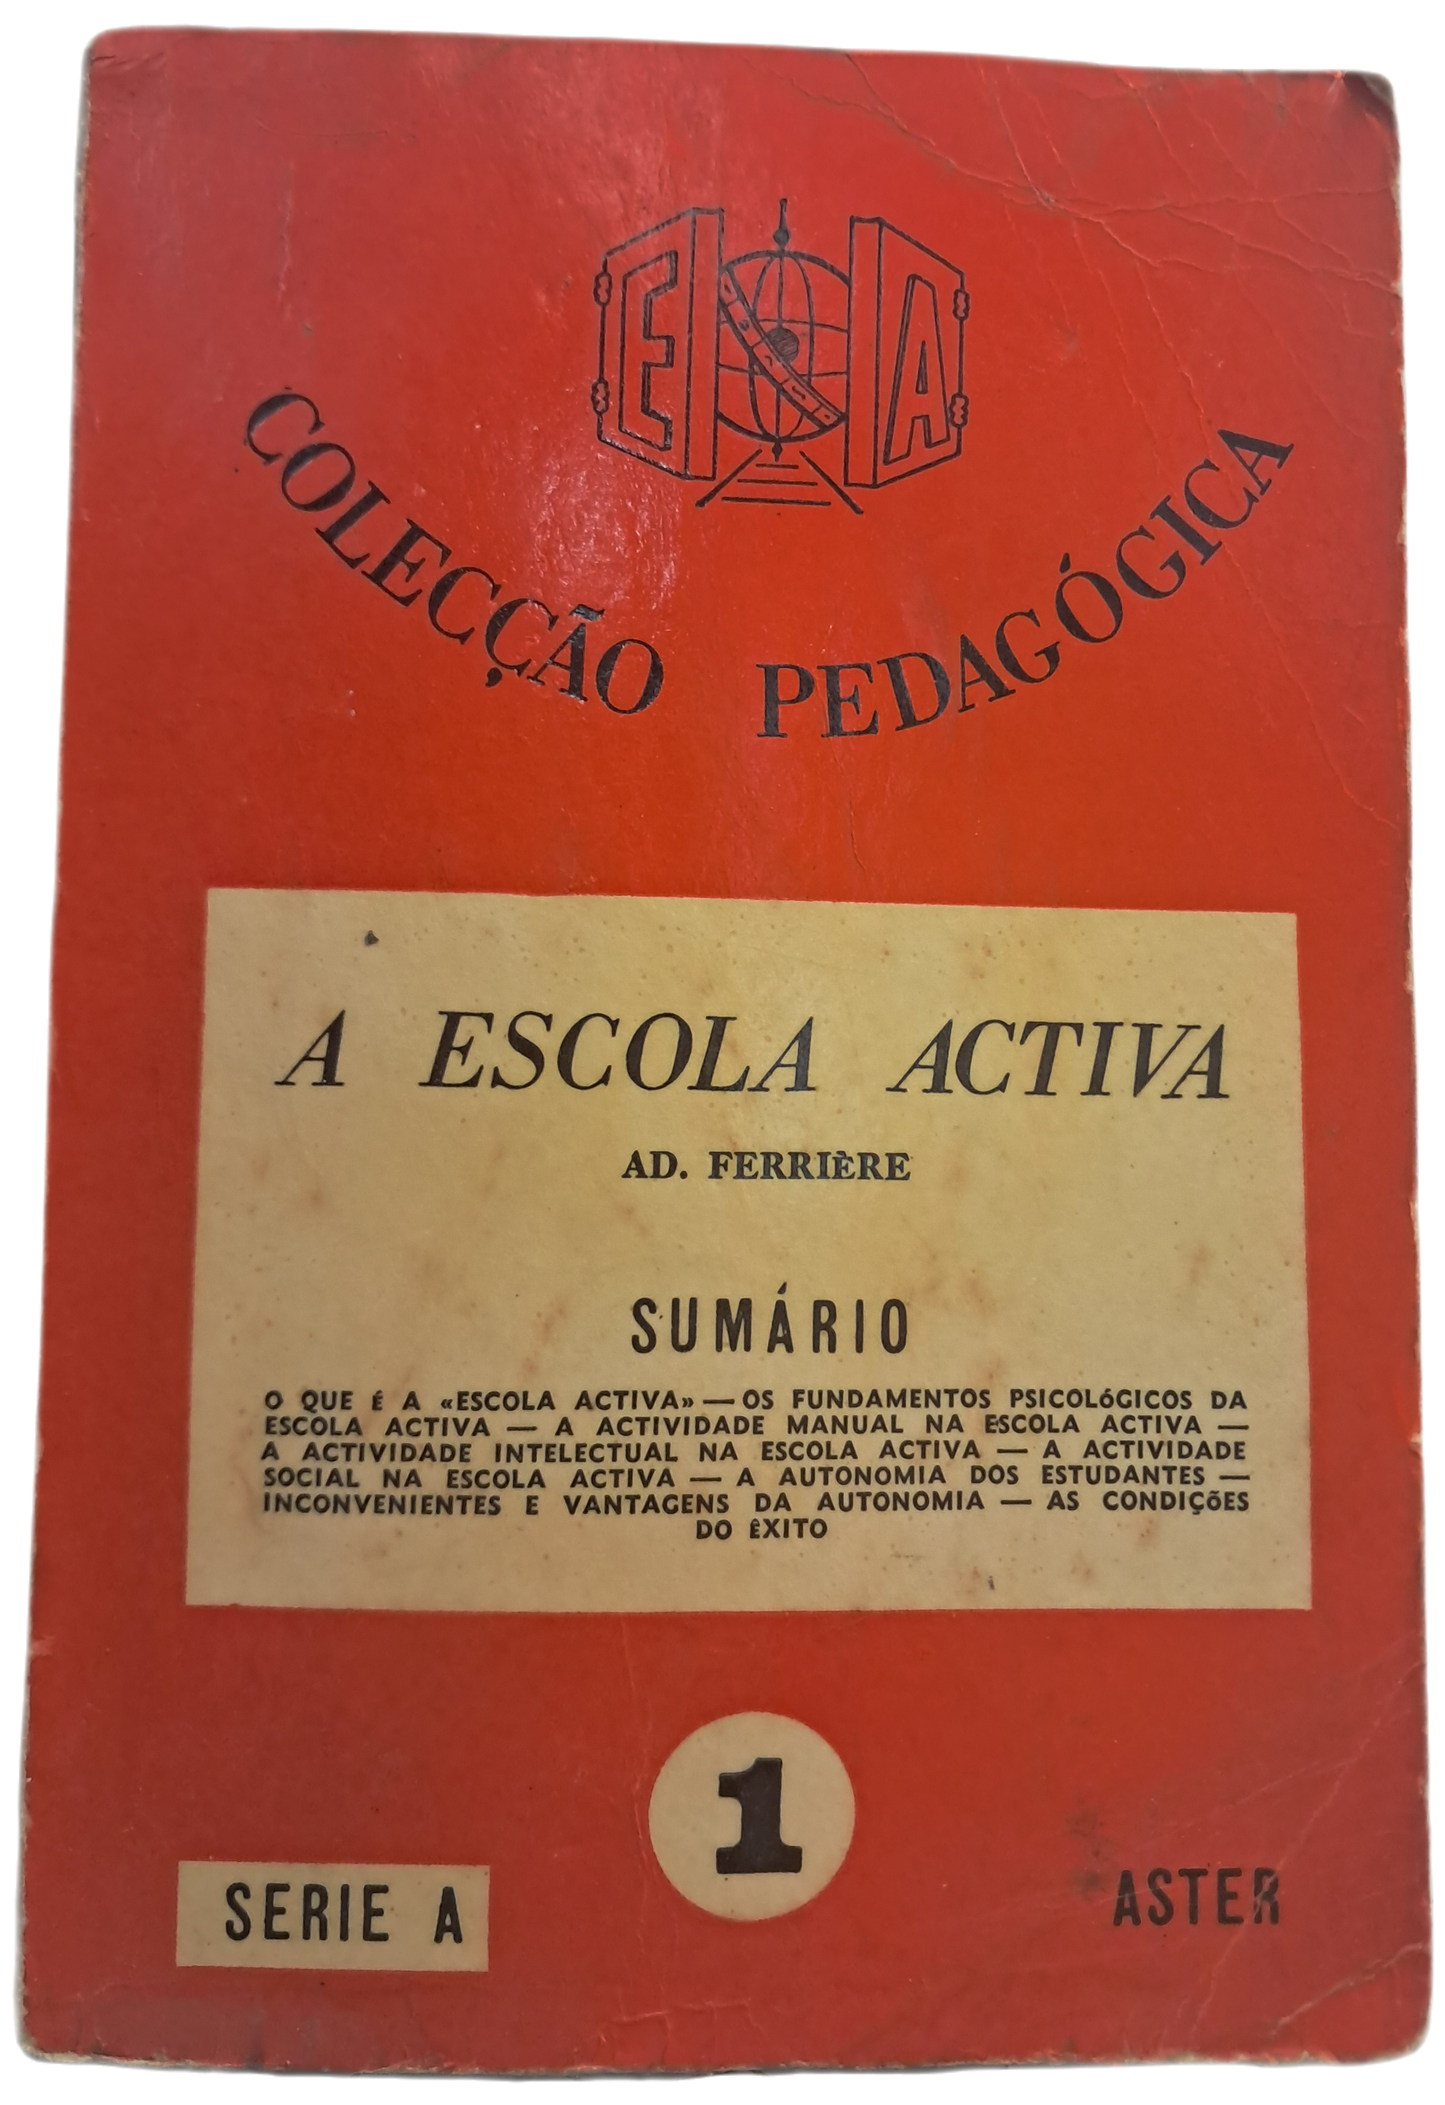 E A
COLECÇÃO PEDAGÓGICA
A ESCOLA ACTIVA
AD. FERRIÈRE
SUMÁRIO
O QUE É A «ESCOLA ACTIVA» — OS FUNDAMENTOS PSICOLÓGICOS DA
ESCOLA ACTIVA — A ACTIVIDADE MANUAL NA ESCOLA ACTIVA —
A ACTIVIDADE INTELECTUAL NA ESCOLA ACTIVA — A ACTIVIDADE
SOCIAL NA ESCOLA ACTIVA — A AUTONOMIA DOS ESTUDANTES —
INCONVENIENTES E VANTAGENS DA AUTONOMIA — AS CONDIÇÕES
DO ÊXITO
1
SERIE A
ASTER